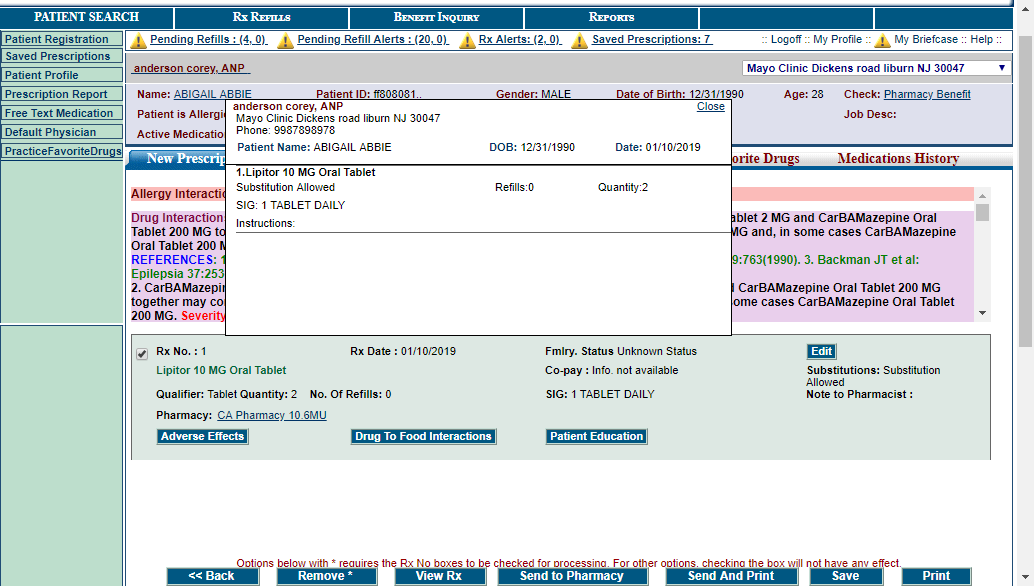 PATIENT SEARCH
Rx Refills
Benefit Inquiry
Reports
Patient Registration
Saved Prescriptions
Patient Profile
Prescription Report
Free Text Medication
Default Physician
PracticeFavoriteDrugs
Pending Refills : (4, 0)
Pending Refill Alerts : (20, 0)
Rx Alerts: (2, 0)
Saved Prescriptions: 7
:: Logoff :: My Profile :: My Briefcase :: Help ::
anderson corey, ANP
Mayo Clinic Dickens road liburn NJ 30047
Name: ABIGAIL ABBIE Patient ID: ff808081.. Gender: MALE Date of Birth: 12/31/1990 Age: 28 Check: Pharmacy Benefit
Patient is Allergi
Job Desc:
Active Medicatio
anderson corey, ANP
Close
Mayo Clinic Dickens road liburn NJ 30047
Phone: 9987898978
Patient Name: ABIGAIL ABBIE DOB: 12/31/1990 Date: 01/10/2019
1.Lipitor 10 MG Oral Tablet
Substitution Allowed Refills:0 Quantity:2
SIG: 1 TABLET DAILY
Instructions:
New Prescrip
orite Drugs
Medications History
Allergy Interactio
Drug Interaction
ablet 2 MG and CarBAMazepine Oral
Tablet 200 MG to
MG and, in some cases CarBAMazepine
Oral Tablet 200 M
REFERENCES: 1
9:763(1990). 3. Backman JT et al:
Epilepsia 37:253
2. CarBAMazepin
d CarBAMazepine Oral Tablet 200 MG
together may co
ome cases CarBAMazepine Oral Tablet
200 MG. Severity
Rx No. : 1 Rx Date : 01/10/2019 Fmlry. Status Unknown Status
Edit
Lipitor 10 MG Oral Tablet
Co-pay : Info. not available
Substitutions: Substitution
Allowed
Qualifier: Tablet Quantity: 2 No. Of Refills: 0
SIG: 1 TABLET DAILY
Note to Pharmacist :
Pharmacy: CA Pharmacy 10.6MU
Adverse Effects
Drug To Food Interactions
Patient Education
Options below with * requires the Rx No boxes to be checked for processing. For other options, checking the box will not have any effect.
<< Back
Remove *
View Rx
Send to Pharmacy
Send And Print
Save
Print